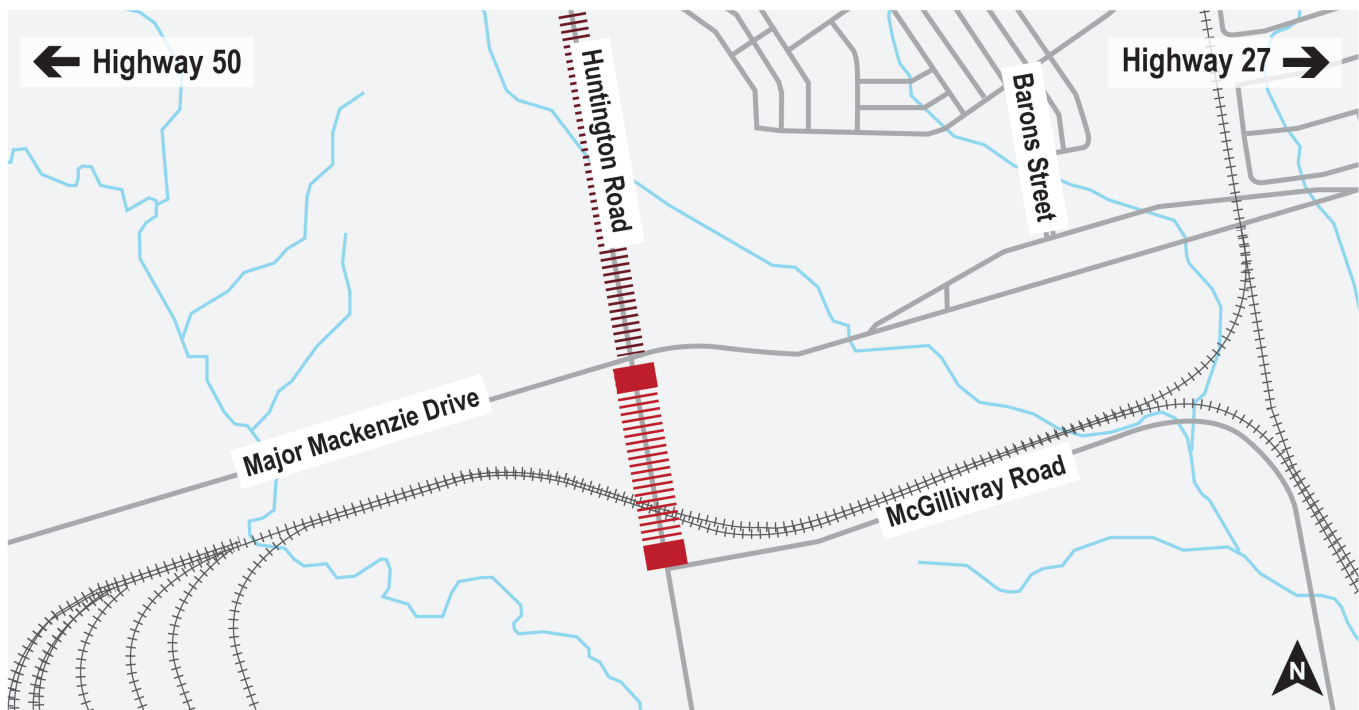 Highway 50
Highway 27
Huntington Road
Barons Street
Major Mackenzie Drive
McGillivray Road
N